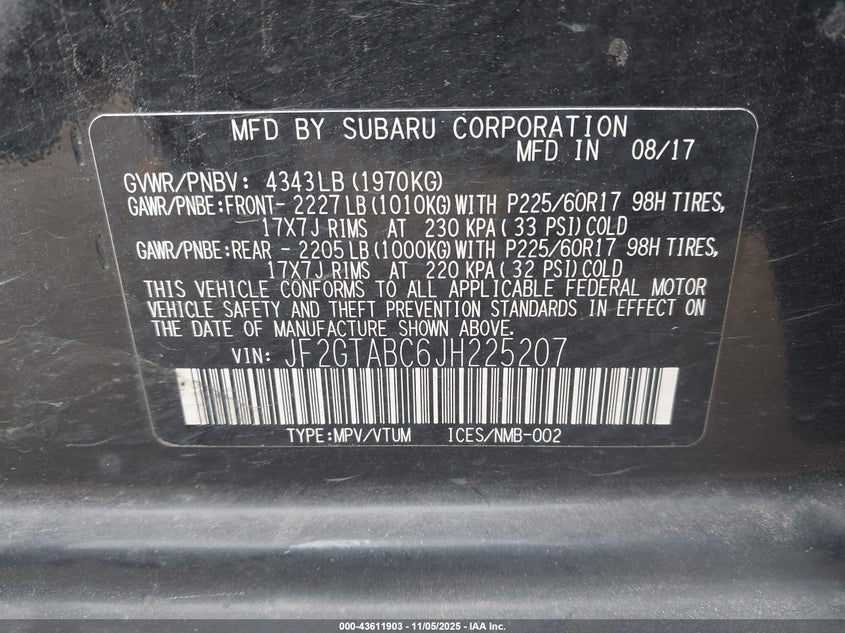 MFD BY SUBARU CORPORATION
MFD IN 08/17
GVWR/PNBV: 4343LB (1970KG)
GAWR/PNBE:FRONT- 2227LB (1010KG) WITH P225/60R17 98H TIRES,
17X7J RIMS AT 230 KPA ( 33 PSI) COLD
GAWR/PNBE:REAR - 2205LB (1000KG) WITH P225/60R17 98H TIRES,
17X7J RIMS AT 220 KPA ( 32 PSI) COLD
THIS VEHICLE CONFORMS TO ALL APPLICABLE FEDERAL MOTOR
VEHICLE SAFETY AND THEFT PREVENTION STANDARDS IN EFFECT ON
THE DATE OF MANUFACTURE SHOWN ABOVE.
VIN: JF2GTABC6JH225207
TYPE:MPV/VTUM ICES/NMB-002
000-43611903 - 11/05/2025 - IAA Inc.